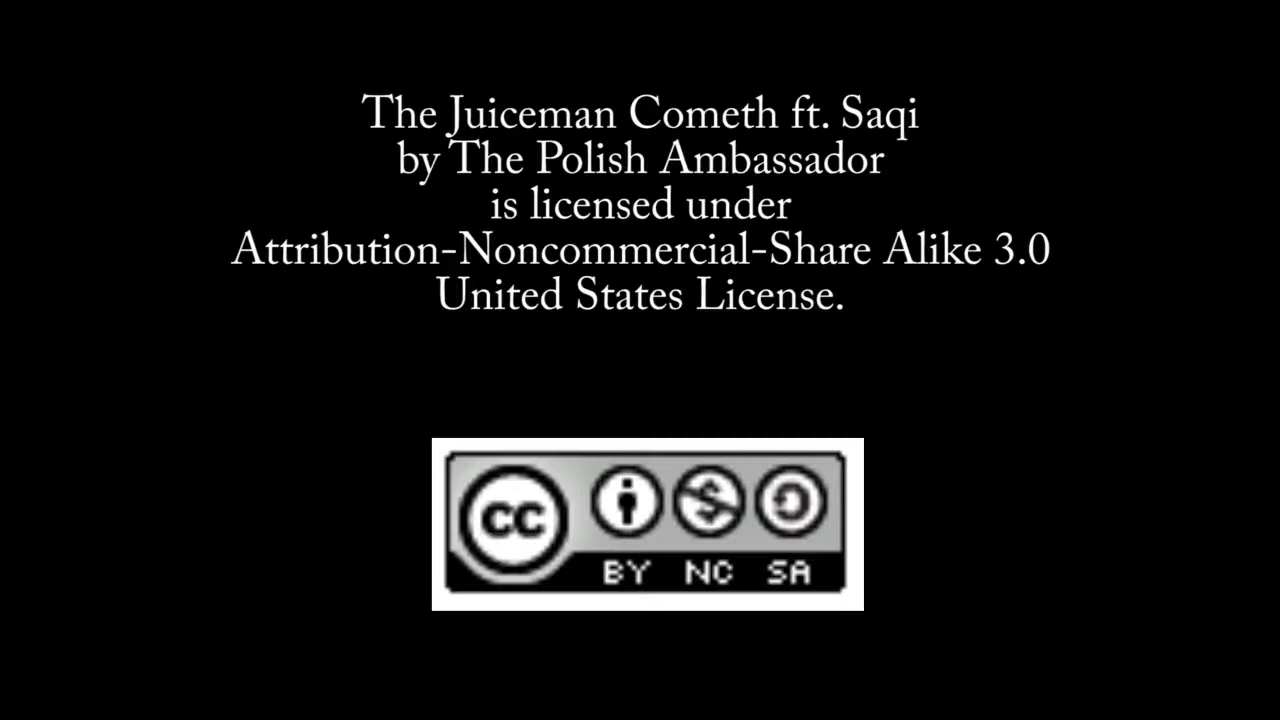 The Juiceman Cometh ft. Saqi
by The Polish Ambassador
is licensed under
Attribution-Noncommercial-Share Alike 3.0
United States License.
cc
BY NC SA